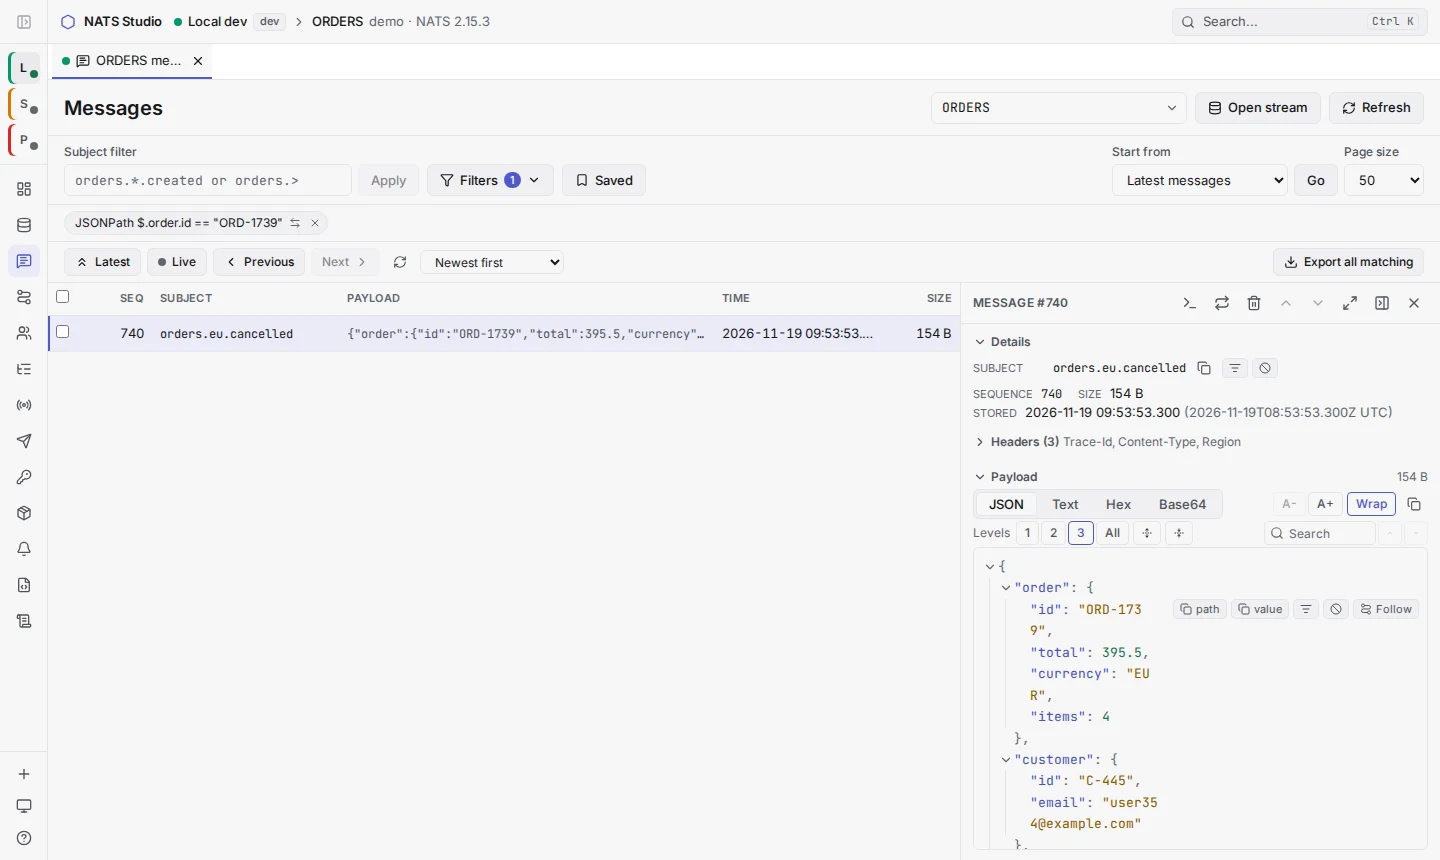 NATS Studio Local dev dev > ORDERS demo · NATS 2.15.3 Search... Ctrl K
L ORDERS me...
S
P
Messages ORDERS Open stream Refresh
Subject filter Start from Page size
orders.*.created or orders.> Apply Filters 1 Saved Latest messages Go 50
JSONPath $.order.id == "ORD-1739"
Latest Live Previous Next Newest first Export all matching
SEQ SUBJECT PAYLOAD TIME SIZE
740 orders.eu.cancelled {"order":{"id":"ORD-1739","total":395.5,"currency"… 2026-11-19 09:53:53.... 154 B
MESSAGE #740
Details
SUBJECT orders.eu.cancelled
SEQUENCE 740 SIZE 154 B
STORED 2026-11-19 09:53:53.300 (2026-11-19T08:53:53.300Z UTC)
Headers (3) Trace-Id, Content-Type, Region
Payload 154 B
JSON Text Hex Base64 A- A+ Wrap
Levels 1 2 3 All Search
{
"order": {
"id": "ORD-173 path value Follow
9",
"total": 395.5,
"currency": "EU
R",
"items": 4
},
"customer": {
"id": "C-445",
"email": "user35
4@example.com"
},